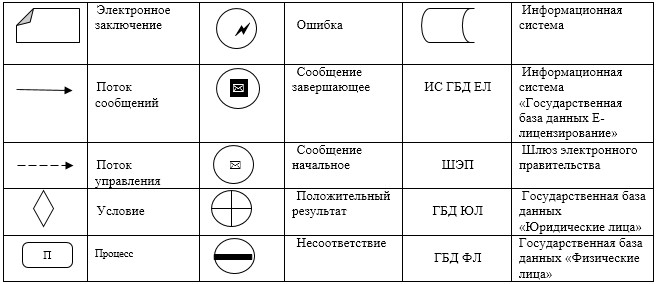 Электронное
заключение
Ошибка
Информационная
система
Поток
сообщений
Сообщение
завершающее
ИС ГБД ЕЛ
Информационная
система
«Государственная
база данных Е-
лицензирование»
Поток
управления
Сообщение
начальное
ШЭП
Шлюз электронного
правительства
Условие
Положительный
результат
ГБД ЮЛ
Государственная база
данных
«Юридические лица»
П
Процесс
Несоответствие
ГБД ФЛ
Государственная база
данных «Физические
лица»